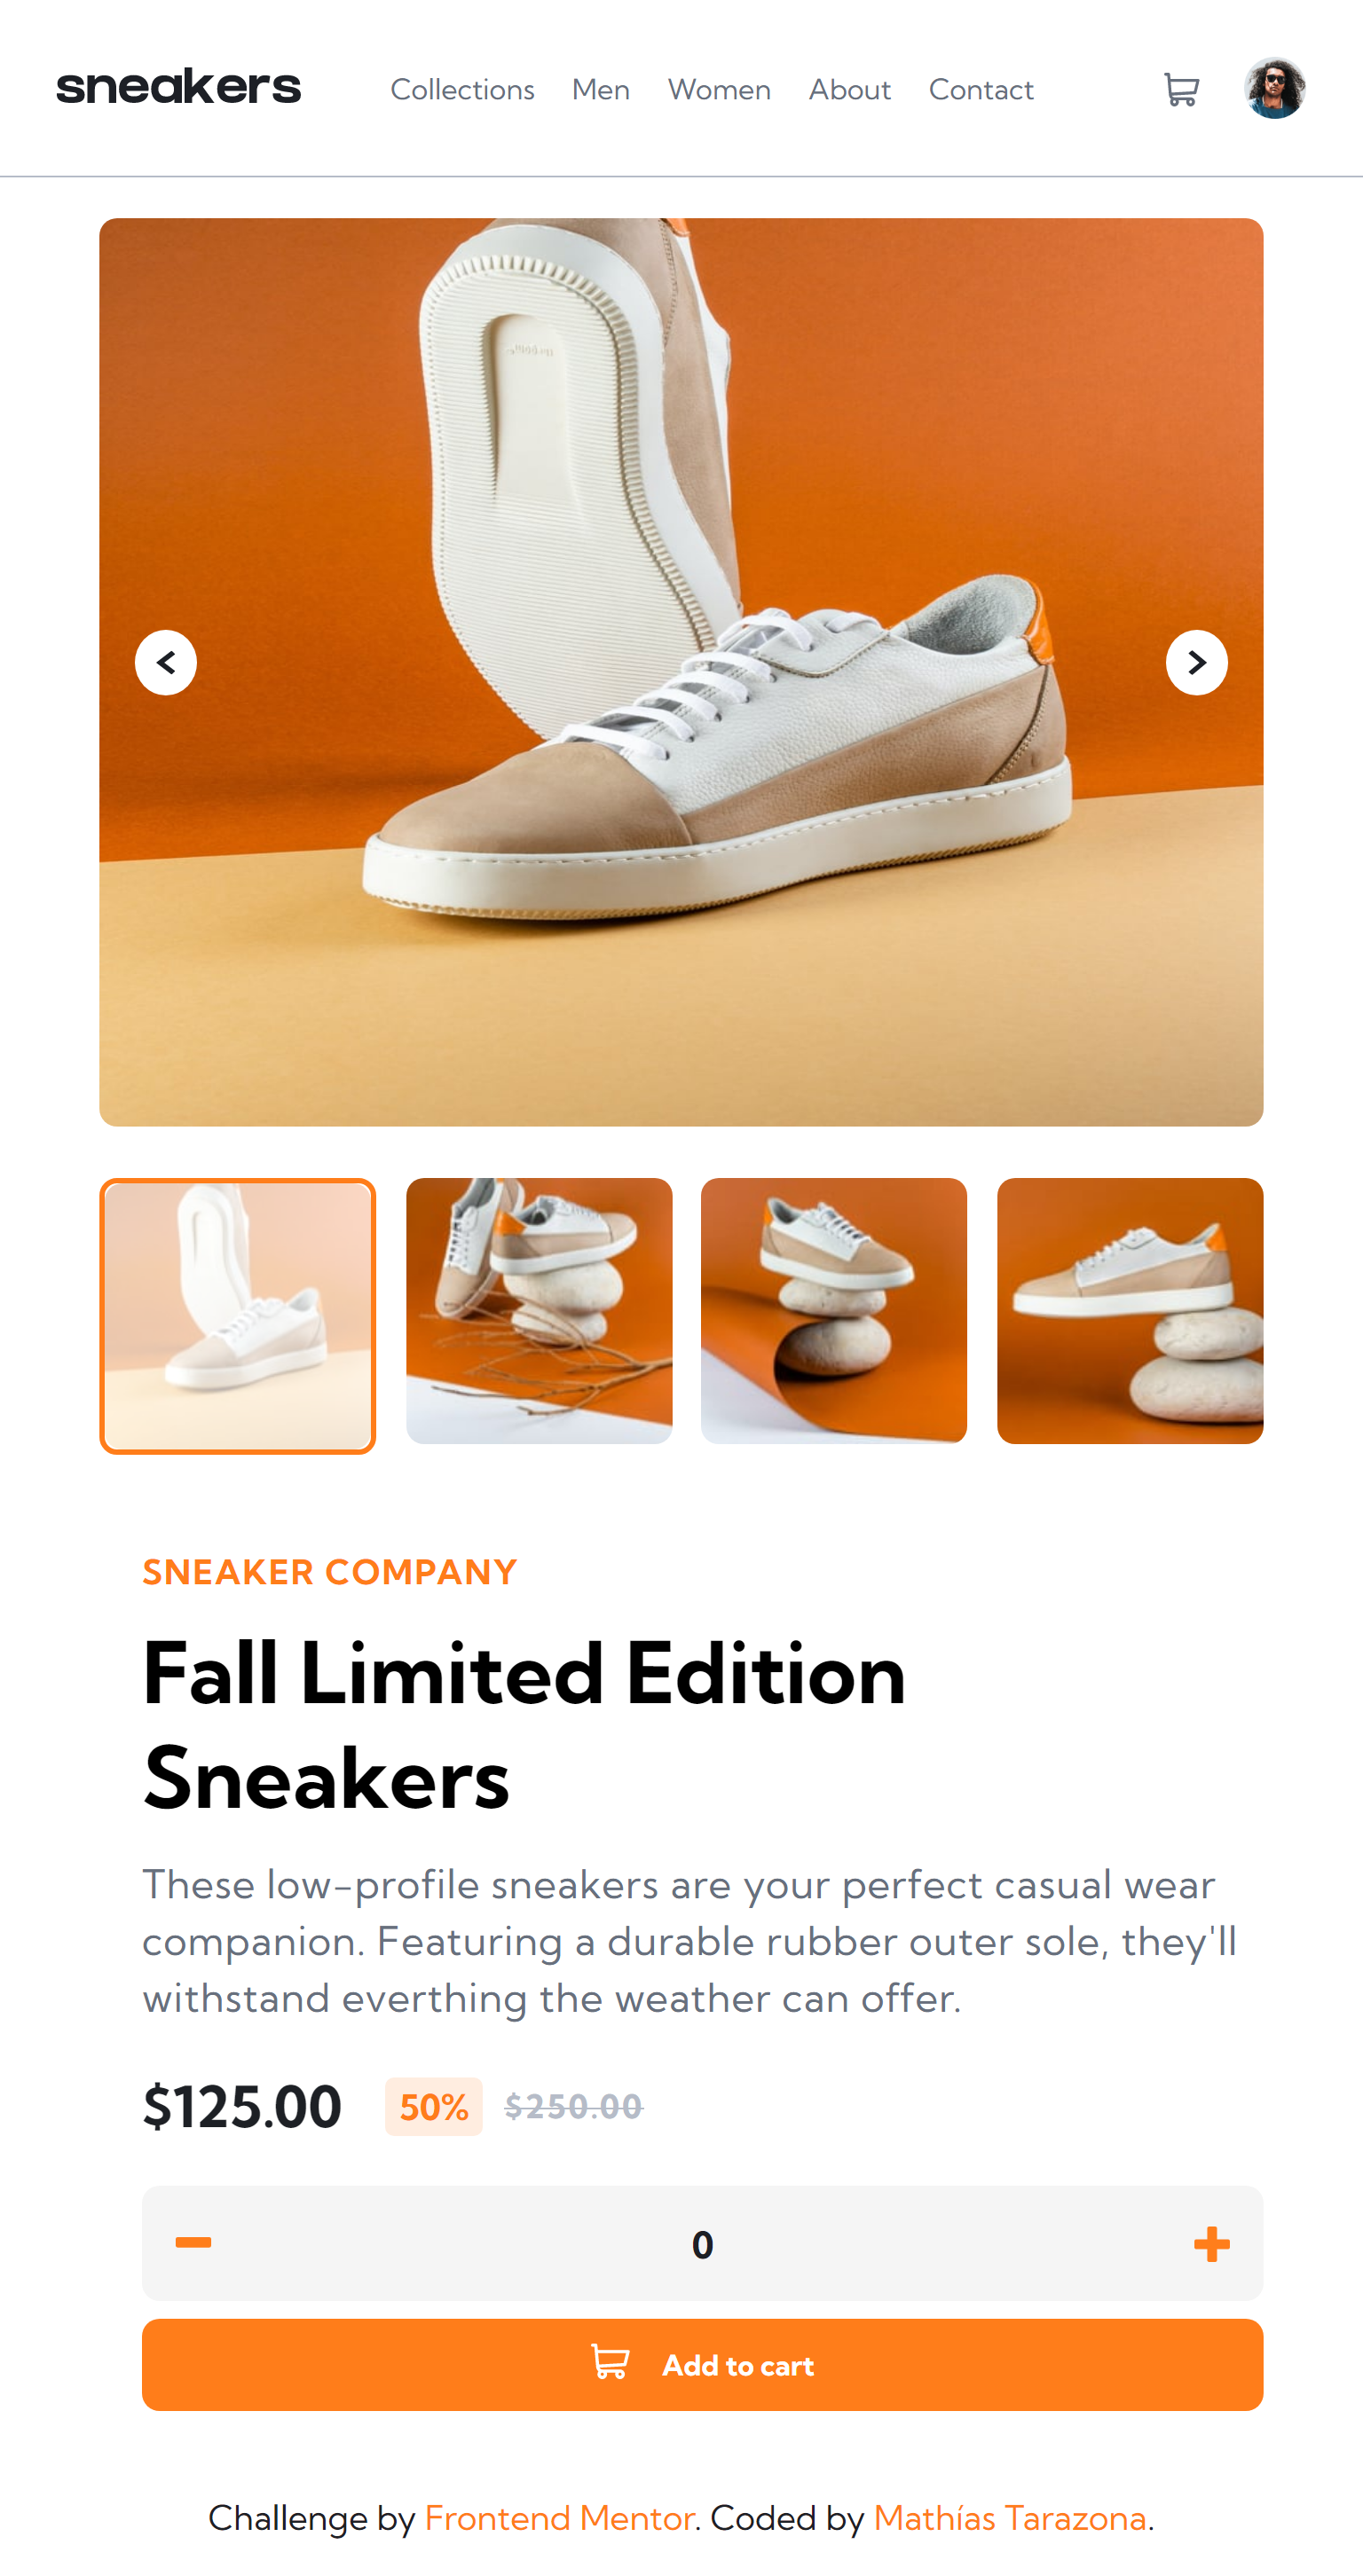 sneakers
Collections Men Women About Contact
SNEAKER COMPANY
Fall Limited Edition
Sneakers
These low-profile sneakers are your perfect casual wear
companion. Featuring a durable rubber outer sole, they'll
withstand everthing the weather can offer.
$125.00 50% $250.00
0
Add to cart
Challenge by Frontend Mentor. Coded by Mathías Tarazona.